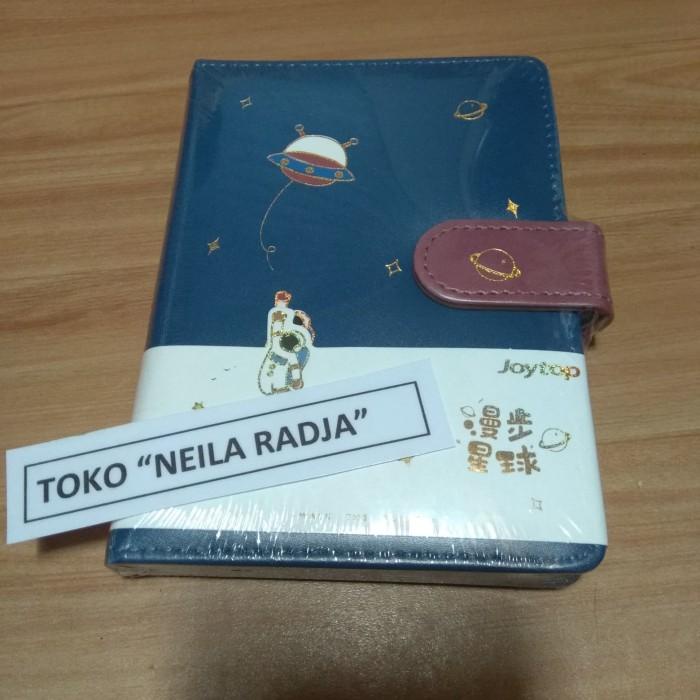 Joytop
漫步
星球
TOKO “NEILA RADJA”